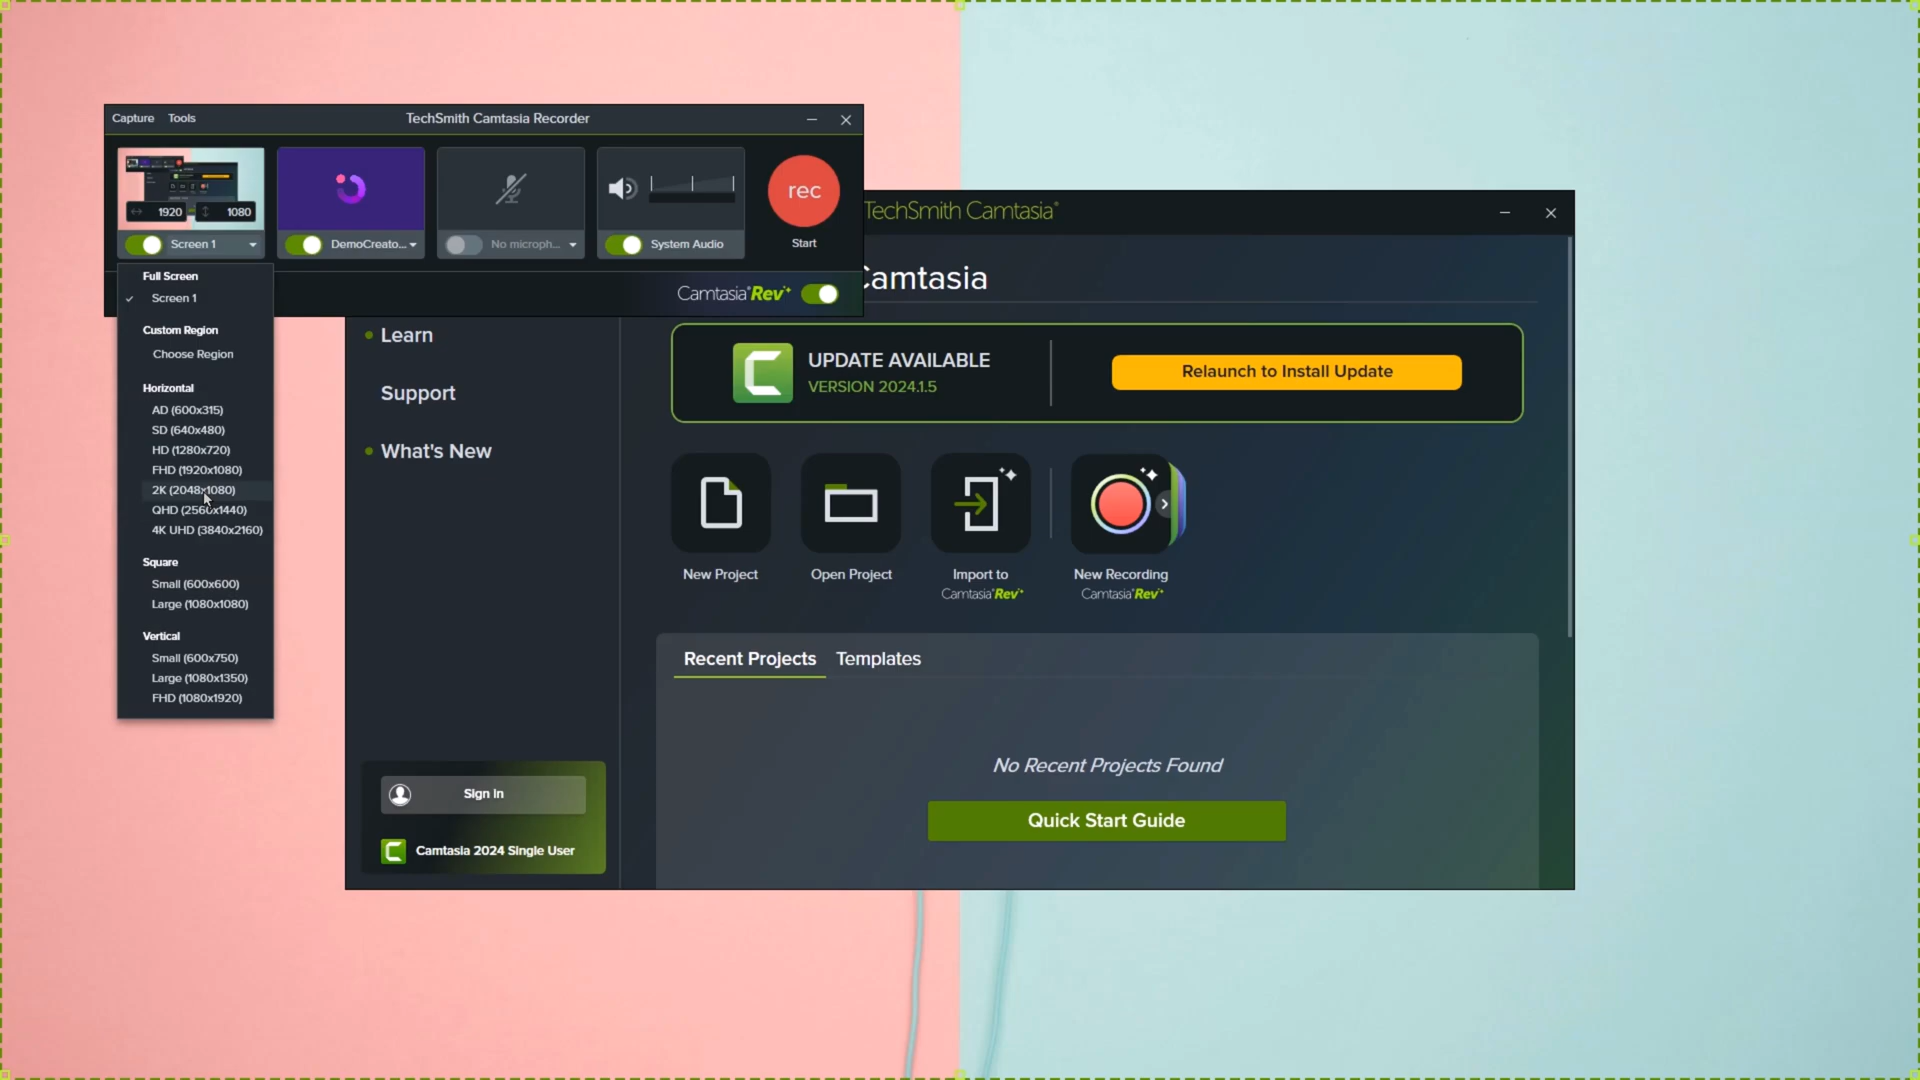 Capture Tools
TechSmith Camtasia Recorder
1920 1080
rec
Screen 1
DemoCreato...
No microph...
System Audio
Start
Camtasia Rev
Full Screen
✓ Screen 1
Custom Region
Choose Region
Horizontal
AD (600x315)
SD (640x480)
HD (1280x720)
FHD (1920x1080)
2K (2048x1080)
QHD (2560x1440)
4K UHD (3840x2160)
Square
Small (600x600)
Large (1080x1080)
Vertical
Small (600x750)
Large (1080x1350)
FHD (1080x1920)
TechSmith Camtasia®
Camtasia
Learn
Support
What's New
Sign In
Camtasia 2024 Single User
UPDATE AVAILABLE
VERSION 2024.1.5
Relaunch to Install Update
New Project
Open Project
Import to
Camtasia Rev
New Recording
Camtasia Rev
Recent Projects Templates
No Recent Projects Found
Quick Start Guide